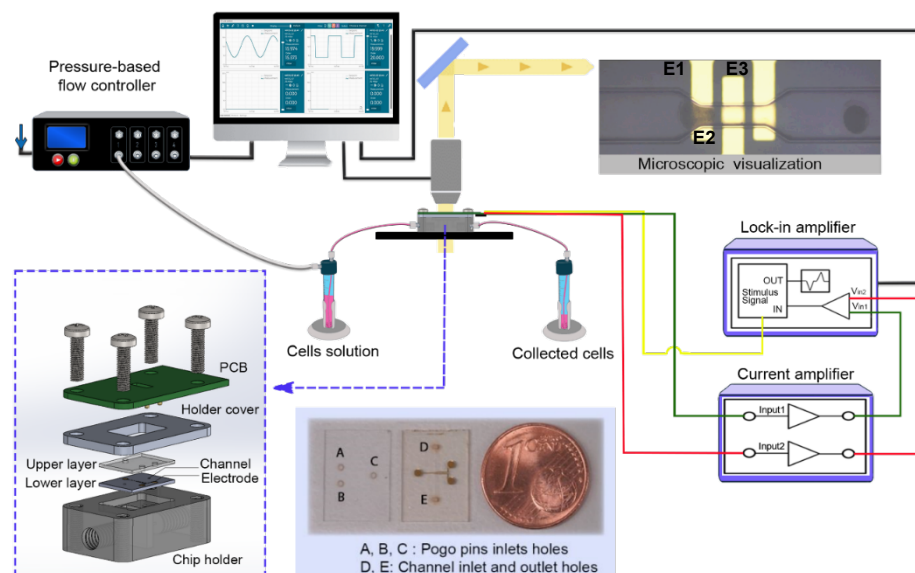 Pressure-based
flow controller
E1
E3
E2
Microscopic visualization
Lock-in amplifier
OUT
Stimulus
Signal
IN
Vin2
Vin1
Cells solution
Collected cells
PCB
Holder cover
Upper layer
Channel
Electrode
Lower layer
Chip holder
Current amplifier
Input1
Input2
A
B
C
D
E
A, B, C : Pogo pins inlets holes
D, E: Channel inlet and outlet holes